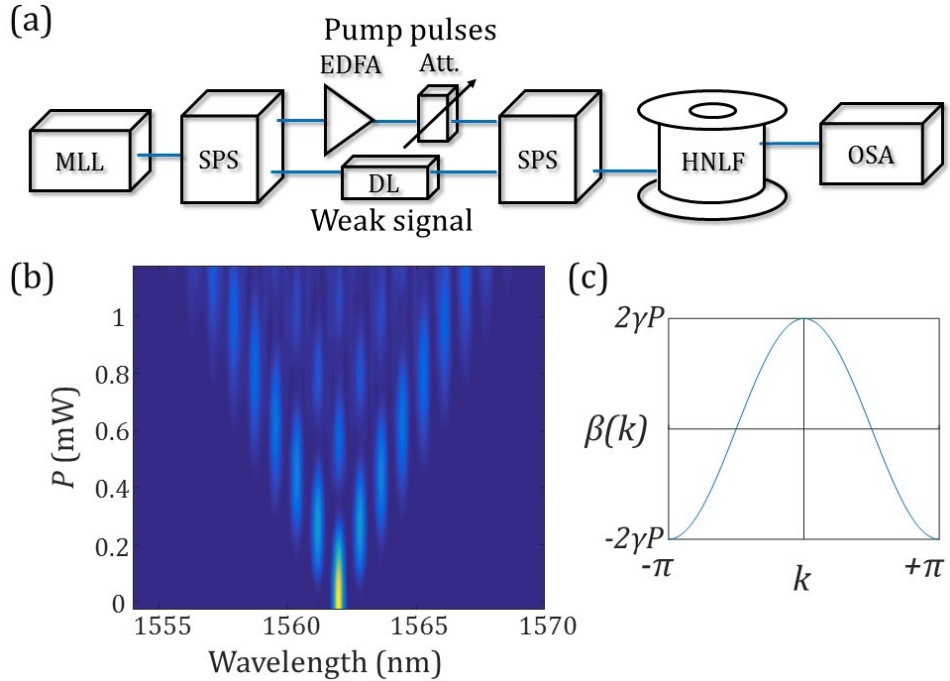 (a)
Pump pulses
EDFA
Att.
MLL
SPS
SPS
HNLF
OSA
DL
Weak signal
(b)
P (mW)
1
0.8
0.6
0.4
0.2
0
1555 1560 1565 1570
Wavelength (nm)
(c)
2γP
β(k)
-2γP
-π +π
k